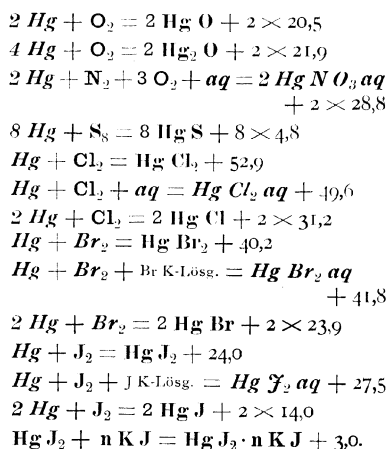 2 Hg + O₂ = 2 Hg O + 2 × 20,5
4 Hg + O₂ = 2 Hg₂ O + 2 × 21,9
2 Hg + N₂ + 3 O₂ + aq = 2 Hg N O₃ aq
+ 2 × 28,8
8 Hg + S₈ = 8 Hg S + 8 × 4,8
Hg + Cl₂ = Hg Cl₂ + 52,9
Hg + Cl₂ + aq = Hg Cl₂ aq + 49,6
2 Hg + Cl₂ = 2 Hg Cl + 2 × 31,2
Hg + Br₂ = Hg Br₂ + 40,2
Hg + Br₂ + Br K-Lösg. = Hg Br₂ aq
+ 41,8
2 Hg + Br₂ = 2 Hg Br + 2 × 23,9
Hg + J₂ = Hg J₂ + 24,0
Hg + J₂ + J K-Lösg. = Hg J₂ aq + 27,5
2 Hg + J₂ = 2 Hg J + 2 × 14,0
Hg J₂ + n K J = Hg J₂ · n K J + 3,0.